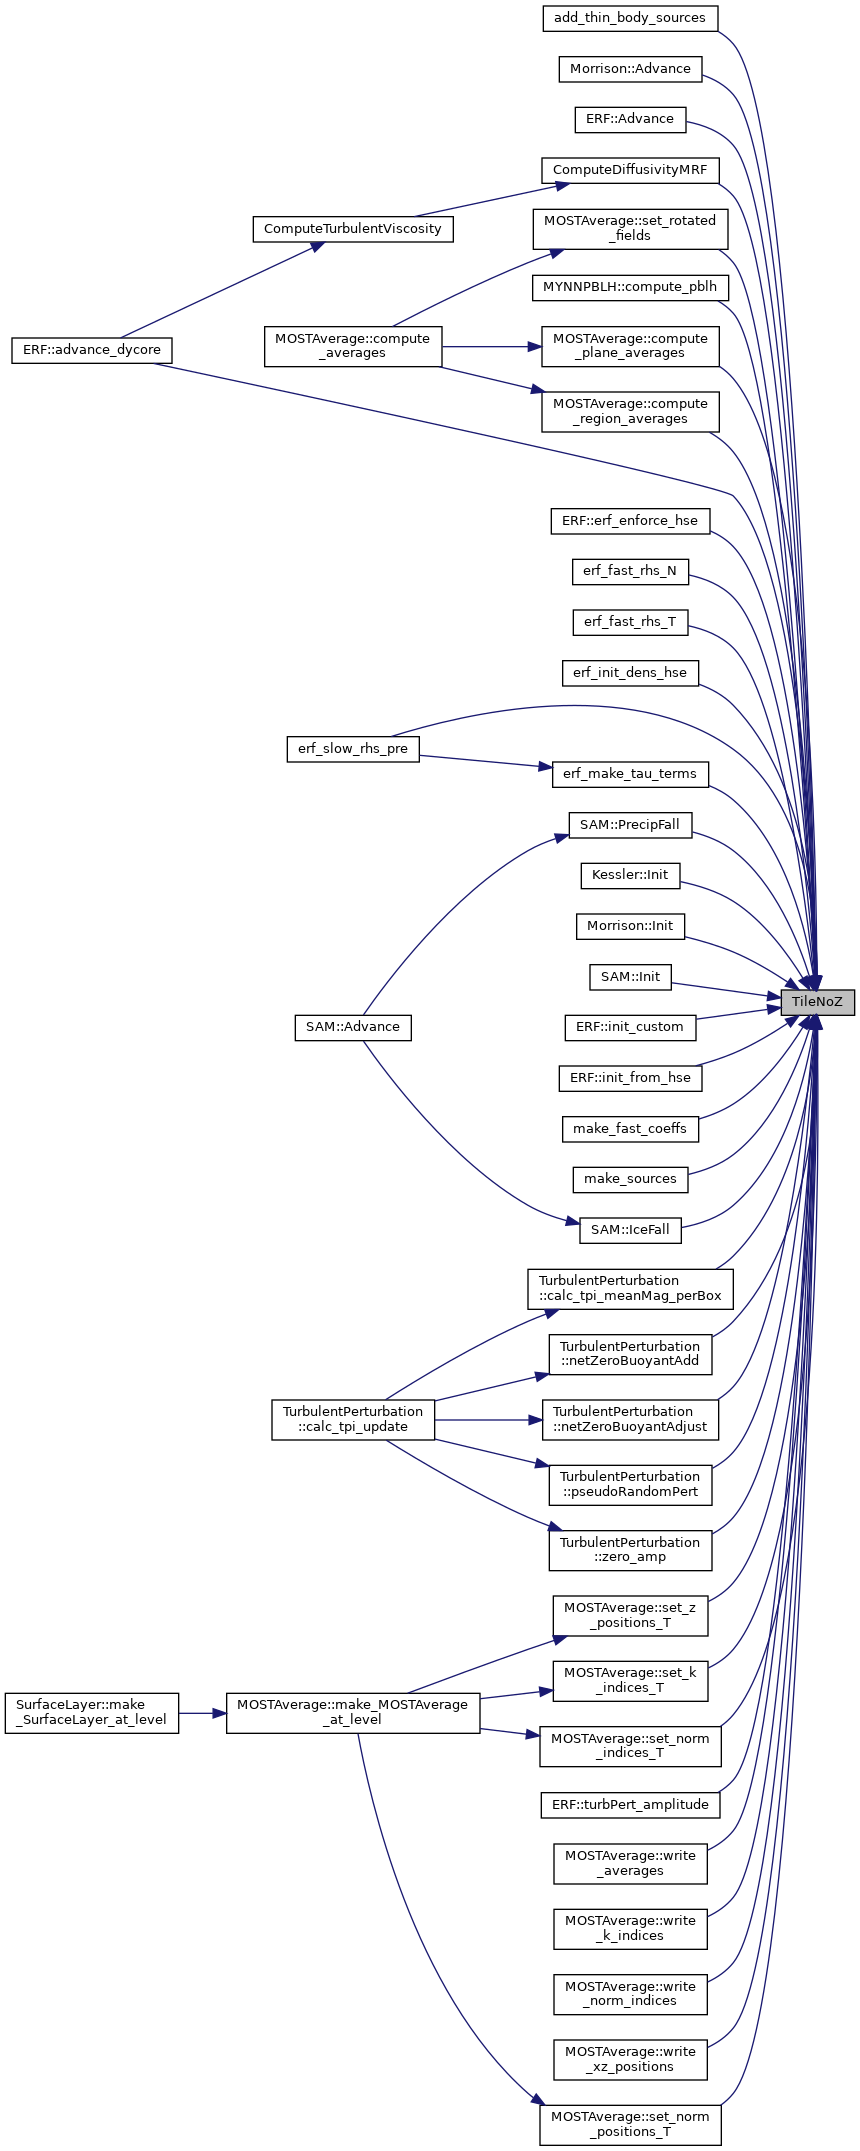 add_thin_body_sources
Morrison::Advance
ERF::Advance
ComputeDiffusivityMRF
ComputeTurbulentViscosity
MOSTAverage::set_rotated
_fields
MYNNPBLH::compute_pblh
ERF::advance_dycore
MOSTAverage::compute
_averages
MOSTAverage::compute
_plane_averages
MOSTAverage::compute
_region_averages
ERF::erf_enforce_hse
erf_fast_rhs_N
erf_fast_rhs_T
erf_init_dens_hse
erf_slow_rhs_pre
erf_make_tau_terms
SAM::PrecipFall
Kessler::Init
Morrison::Init
SAM::Init
TileNoZ
SAM::Advance
ERF::init_custom
ERF::init_from_hse
make_fast_coeffs
make_sources
SAM::IceFall
TurbulentPerturbation
::calc_tpi_meanMag_perBox
TurbulentPerturbation
::netZeroBuoyantAdd
TurbulentPerturbation
::calc_tpi_update
TurbulentPerturbation
::netZeroBuoyantAdjust
TurbulentPerturbation
::pseudoRandomPert
TurbulentPerturbation
::zero_amp
MOSTAverage::set_z
_positions_T
MOSTAverage::set_k
_indices_T
SurfaceLayer::make
_SurfaceLayer_at_level
MOSTAverage::make_MOSTAverage
_at_level
MOSTAverage::set_norm
_indices_T
ERF::turbPert_amplitude
MOSTAverage::write
_averages
MOSTAverage::write
_k_indices
MOSTAverage::write
_norm_indices
MOSTAverage::write
_xz_positions
MOSTAverage::set_norm
_positions_T